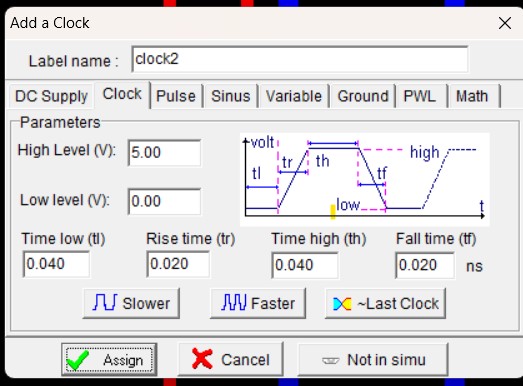 Add a Clock
Label name : clock2
DC Supply Clock Pulse Sinus Variable Ground PWL Math
Parameters
High Level (V): 5.00
Low level (V): 0.00
volt
tl tr th tf high
low t
Time low (tl) Rise time (tr) Time high (th) Fall time (tf)
0.040 0.020 0.040 0.020 ns
Slower Faster ~Last Clock
Assign Cancel Not in simu